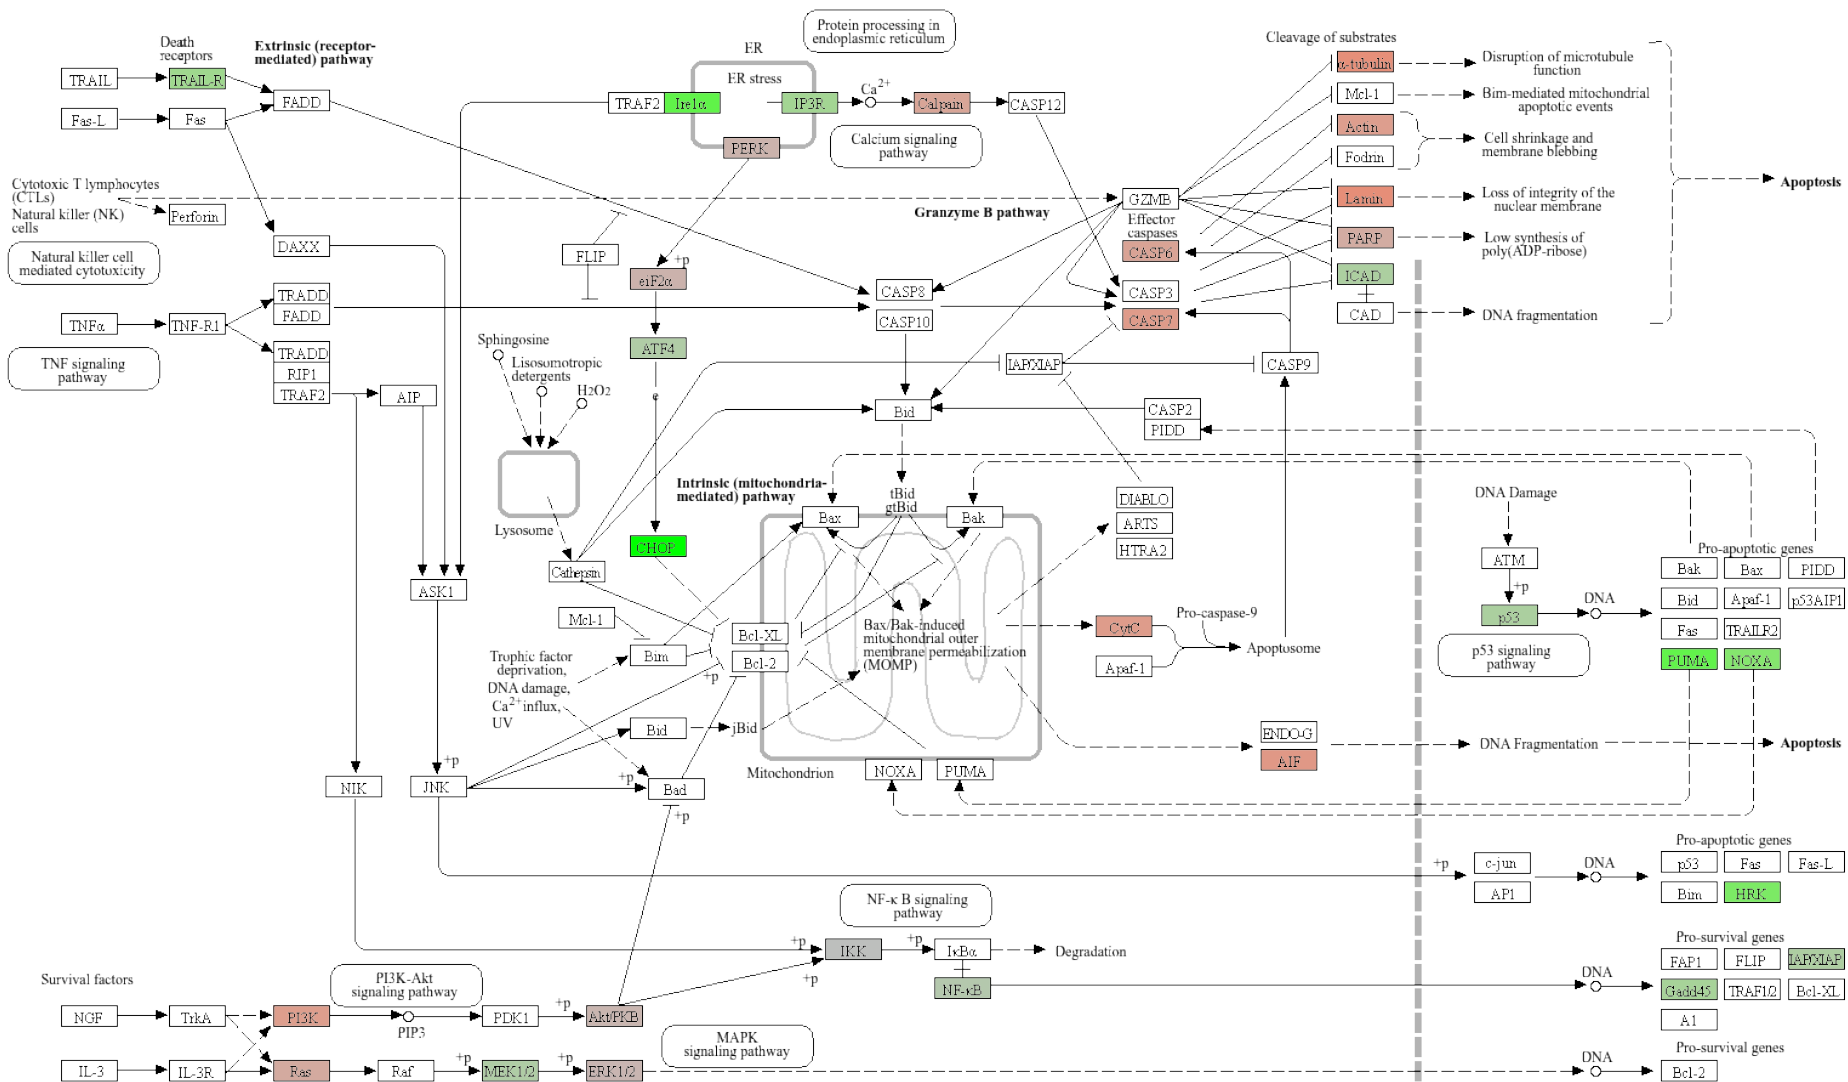 Protein processing in
endoplasmic reticulum
Death
receptors
Extrinsic (receptor-
mediated) pathway
ER
ER stress
Cleavage of substrates
TRAIL
TRAIL-R
FADD
Fas-L
Fas
TRAF2
Ire1α
IP3R
Ca2+
Calpain
CASP12
Calcium signaling
pathway
PERK
α-tubulin
Disruption of microtubule
function
Mcl-1
Bim-mediated mitochondrial
apoptotic events
Actin
Fodrin
Cell shrinkage and
membrane blebbing
Apoptosis
Cytotoxic T lymphocytes
(CTLs)
Natural killer (NK)
cells
Perforin
Granzyme B pathway
GZMB
Effector
caspases
Lamin
Loss of integrity of the
nuclear membrane
Natural killer cell
mediated cytotoxicity
DAXX
FLIP
CASP6
PARP
Low synthesis of
poly(ADP-ribose)
+p
eiF2α
CASP8
CASP3
ICAD
TRADD
FADD
TNFα
TNF-R1
CASP10
CASP7
CAD
DNA fragmentation
TNF signaling
pathway
TRADD
RIP1
TRAF2
AIP
ATF4
Sphingosine
Lisosomotropic
detergents
H2O2
e
IAP/XIAP
CASP9
Bid
CASP2
PIDD
Intrinsic (mitochondria-
mediated) pathway
tBid
gtBid
Bax
Bak
DIABLO
ARTS
HTRA2
DNA Damage
Lysosome
CHOP
Cathepsin
ASK1
ATM
+p
p53
DNA
p53 signaling
pathway
Pro-apoptotic genes
Bak
Bax
PIDD
Bid
Apaf-1
p53AIP1
Fas
TRAILR2
PUMA
NOXA
Mcl-1
Bim
Bcl-XL
Bcl-2
+p
Bax/Bak-induced
mitochondrial outer
membrane permeabilization
(MOMP)
CytC
Pro-caspase-9
Apaf-1
Apoptosome
Trophic factor
deprivation,
DNA damage,
Ca2+ influx,
UV
Bid
jBid
Mitochondrion
NOXA
PUMA
ENDO-G
AIF
DNA Fragmentation
Apoptosis
NIK
+p
JNK
+p
Bad
+p
+p
c-jun
AP1
DNA
Pro-apoptotic genes
p53
Fas
Fas-L
Bim
HRK
NF-κB signaling
pathway
+p
IKK
+p
IκBα
Degradation
+p
NF-κB
DNA
Pro-survival genes
FAP1
FLIP
IAP/XIAP
Gadd45
TRAF1/2
Bcl-XL
A1
Survival factors
PI3K-Akt
signaling pathway
NGF
TrkA
PI3K
PIP3
PDK1
+p
Akt/PKB
MAPK
signaling pathway
IL-3
IL-3R
Ras
Raf
+p
MEK1/2
+p
ERK1/2
DNA
Pro-survival genes
Bcl-2